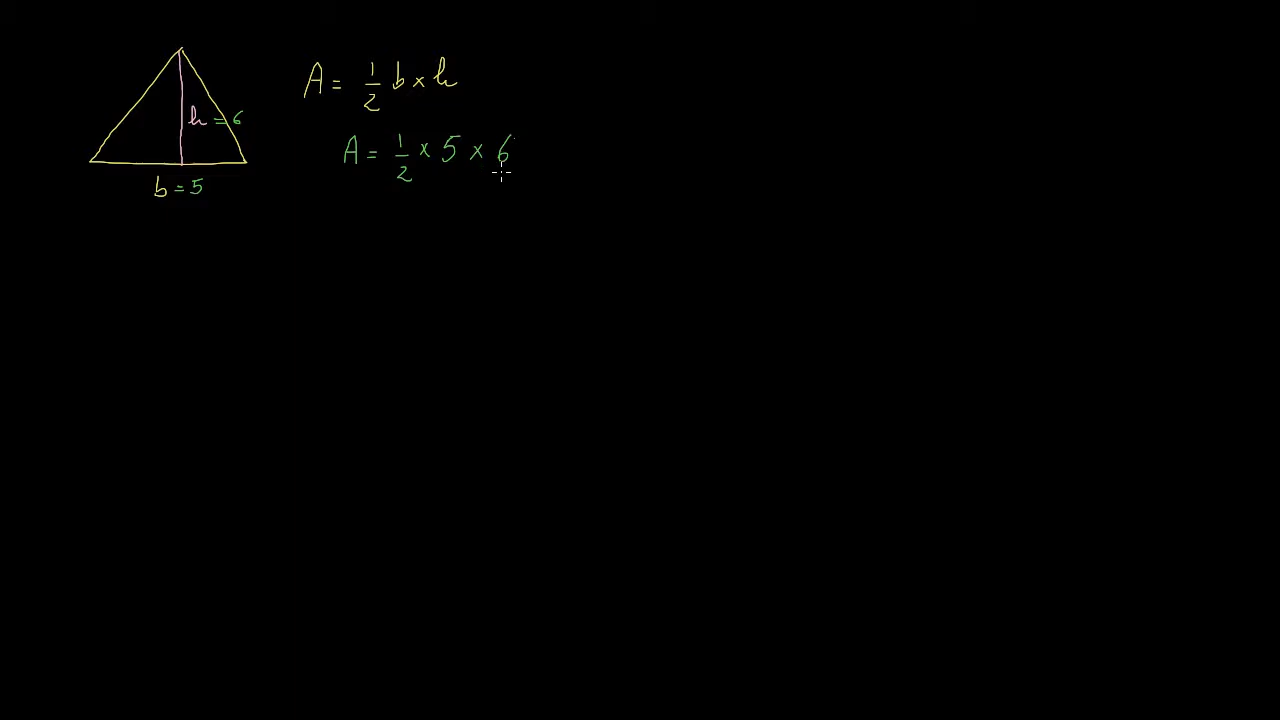 A = 1/2 b × h
h = 6
A = 1/2 × 5 × 6
b = 5